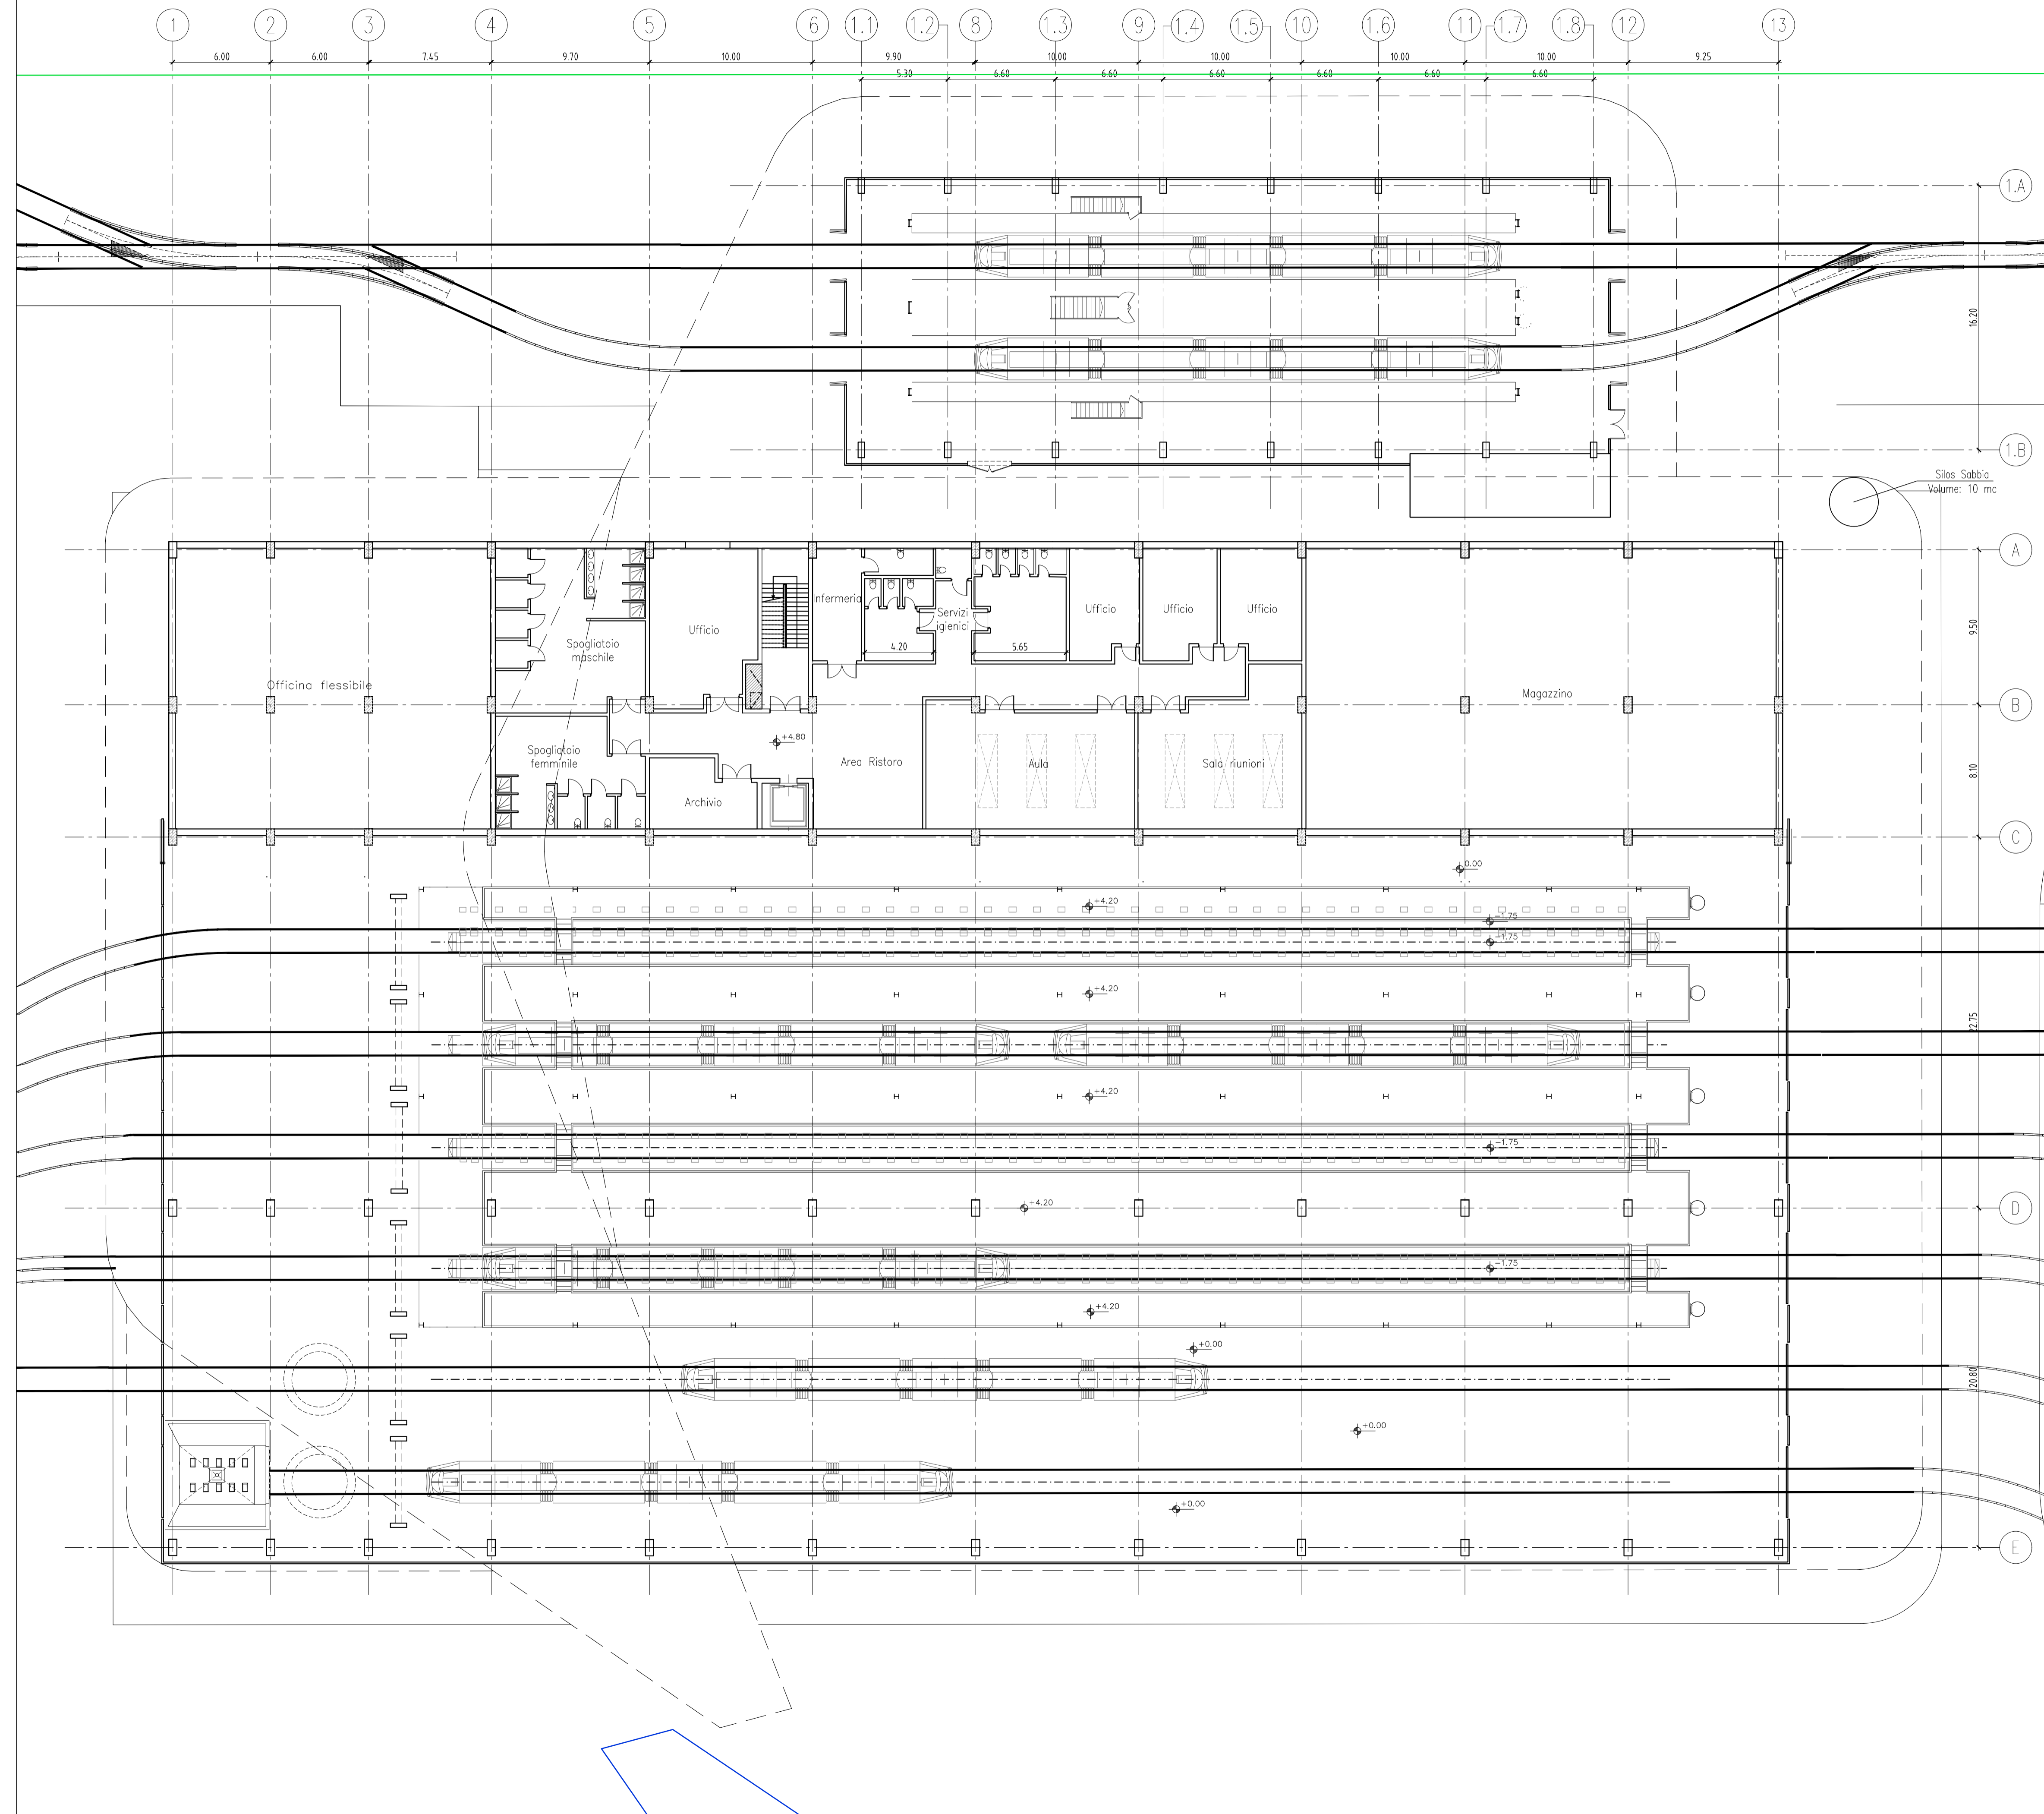 1 2 3 4 5 6 1.1 1.2 8 1.3 9 1.4 1.5 10 1.6 11 1.7 1.8 12 13
6.00 6.00 7.45 9.70 10.00 9.90 10.00 10.00 10.00 10.00 9.25
5.30 6.60 6.60 6.60 6.60 6.60 6.60
1.A
16.20
1.B
Silos Sabbia
Volume: 10 mc
A
Infermeria
Ufficio
Ufficio
Ufficio
Servizi
igienici
9.50
Ufficio
Spogliatoio
maschile
4.20
5.65
Officina flessibile
Magazzino
B
+4.80
Spogliatoio
femminile
Area Ristoro
Aula
Sala riunioni
8.10
Archivio
C
0.00
+4.20
-1.75
-1.75
+4.20
22.75
+4.20
-1.75
+4.20
D
-1.75
+4.20
+0.00
20.80
+0.00
+0.00
E